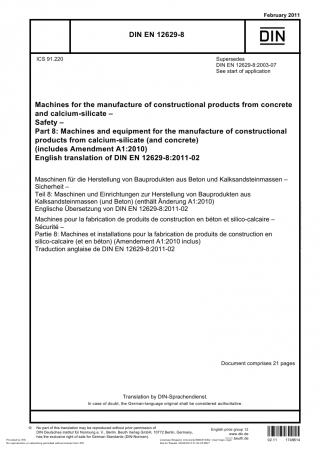 February 2011
DIN EN 12629-8
DIN
ICS 91.220
Supersedes
DIN EN 12629-8:2003-07
See start of application
Machines for the manufacture of constructional products from concrete
and calcium-silicate –
Safety –
Part 8: Machines and equipment for the manufacture of constructional
products from calcium-silicate (and concrete)
(includes Amendment A1:2010)
English translation of DIN EN 12629-8:2011-02
Maschinen für die Herstellung von Bauprodukten aus Beton und Kalksandsteinmassen –
Sicherheit –
Teil 8: Maschinen und Einrichtungen zur Herstellung von Bauprodukten aus
Kalksandsteinmassen (und Beton) (enthält Änderung A1:2010)
Englische Übersetzung von DIN EN 12629-8:2011-02
Machines pour la fabrication de produits de construction en béton et silico-calcaire –
Sécurité –
Partie 8: Machines et installations pour la fabrication de produits de construction en
silico-calcaire (et en béton) (Amendment A1:2010 inclus)
Traduction anglaise de DIN EN 12629-8:2011-02
Document comprises 21 pages
Translation by DIN-Sprachendienst.
In case of doubt, the German-language original shall be considered authoritative.
© No part of this translation may be reproduced without prior permission of
DIN Deutsches Institut für Normung e. V., Berlin. Beuth Verlag GmbH, 10772 Berlin, Germany,
has the exclusive right of sale for German Standards (DIN-Normen).
English price group 12
www.din.de
www.beuth.de